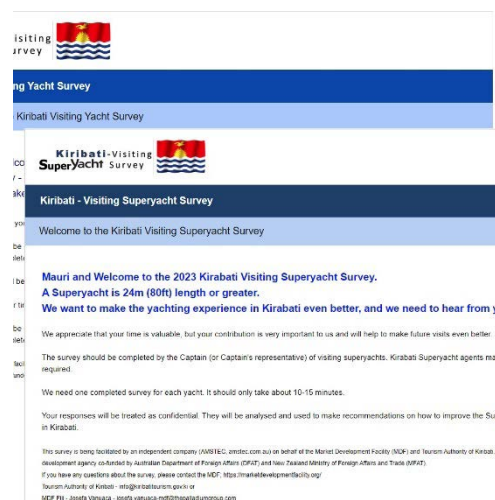 isiting
urvey
ng Yacht Survey
Kiribati Visiting Yacht Survey
Kiribati-Visiting
SuperYacht Survey
Kiribati - Visiting Superyacht Survey
Welcome to the Kiribati Visiting Superyacht Survey
Mauri and Welcome to the 2023 Kirabati Visiting Superyacht Survey.
A Superyacht is 24m (80ft) length or greater.
We want to make the yachting experience in Kirabati even better, and we need to hear from y
We appreciate that your time is valuable, but your contribution is very important to us and will help to make future visits even better.
The survey should be completed by the Captain (or Captain's representative) of visiting superyachts. Kirabati Superyacht agents ma
required.
We need one completed survey for each yacht. It should only take about 10-15 minutes.
Your responses will be treated as confidential. They will be analysed and used to make recommendations on how to improve the Su
in Kirabati.
This survey is being facilitated by an independent company (AMSTEC, amstec.com.au) on behalf of the Market Development Facility (MDF) and Tourism Authority of Kiribati.
development agency co-funded by Australian Department of Foreign Affairs (DFAT) and New Zealand Ministry of Foreign Affairs and Trade (MFAT)
If you have any questions about the survey, please contact the MDF: https://marketdevelopmentfacility.org/
Tourism Authority of Kiribati - info@kiribatitourism.gov.ki or
MDF Fiji -